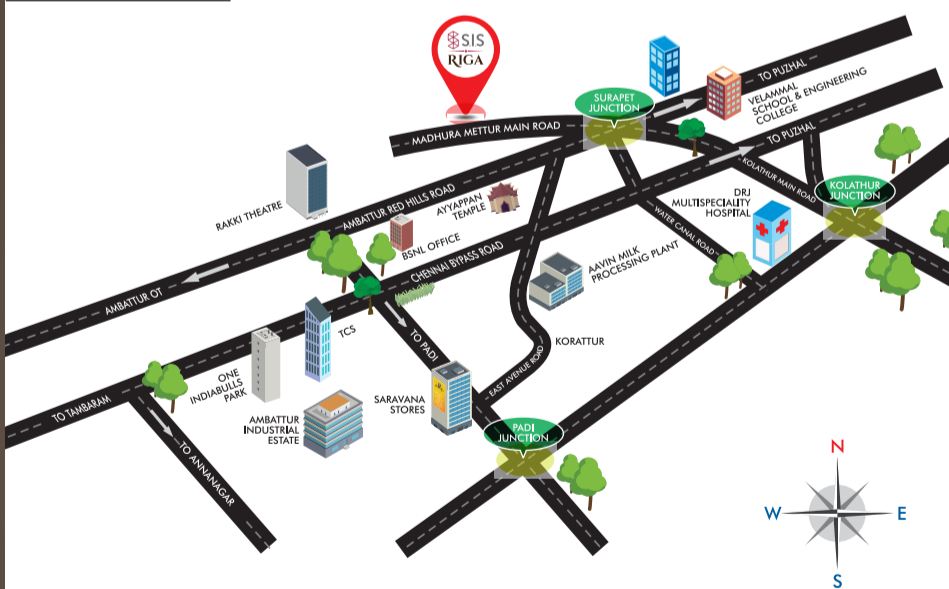 S.I.S
RIGA
SURAPET
JUNCTION
TO PUZHAL
VELAMMAL
SCHOOL & ENGINEERING
COLLEGE
MADHURA METTUR MAIN ROAD
TO PUZHAL
KOLATHUR MAIN ROAD
KOLATHUR
JUNCTION
RAKKI THEATRE
AMBATTUR RED HILLS ROAD
AYYAPPAN
TEMPLE
DRJ
MULTISPECIALITY
HOSPITAL
BSNL OFFICE
WATER CANAL ROAD
CHENNAI BYPASS ROAD
AAVIN MILK
PROCESSING PLANT
AMBATTUR OT
TCS
TO PADI
KORATTUR
EAST AVENUE ROAD
ONE
INDIABULLS
PARK
SARAVANA
STORES
TO TAMBARAM
AMBATTUR
INDUSTRIAL
ESTATE
PADI
JUNCTION
TO ANNANAGAR
N
W
E
S